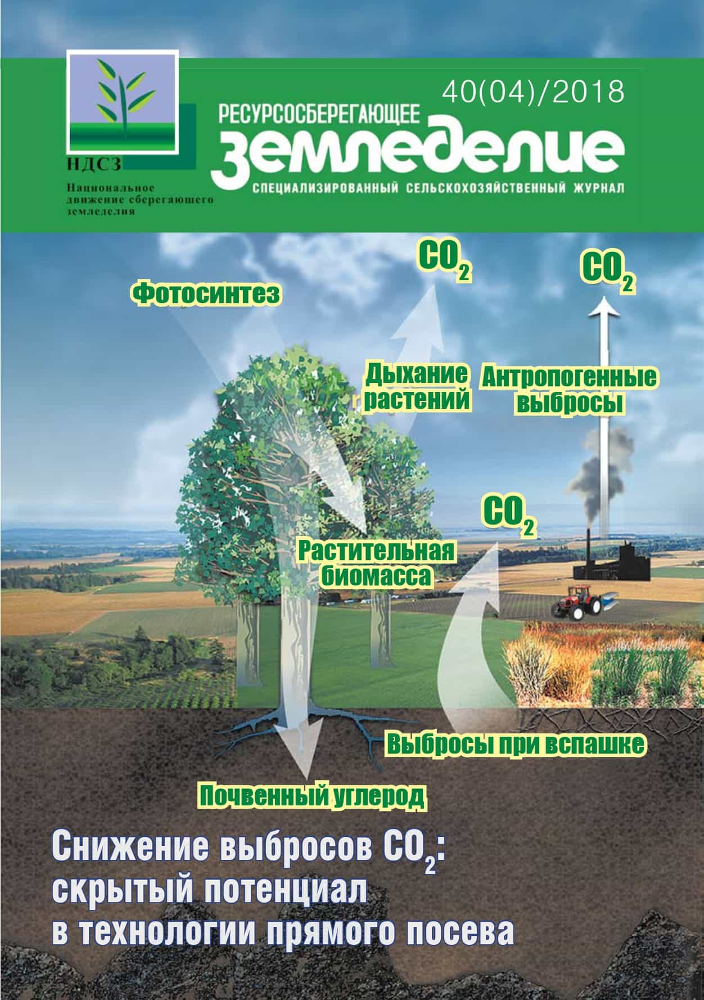 40(04)/2018
РЕСУРСОСБЕРЕГАЮЩЕЕ
земледелие
СПЕЦИАЛИЗИРОВАННЫЙ СЕЛЬСКОХОЗЯЙСТВЕННЫЙ ЖУРНАЛ
НДСЗ
Национальное
движение сберегающего
земледелия
CO2
CO2
Фотосинтез
Дыхание
растений
Антропогенные
выбросы
CO2
Растительная
биомасса
Выбросы при вспашке
Почвенный углерод
Снижение выбросов CO2:
скрытый потенциал
в технологии прямого посева